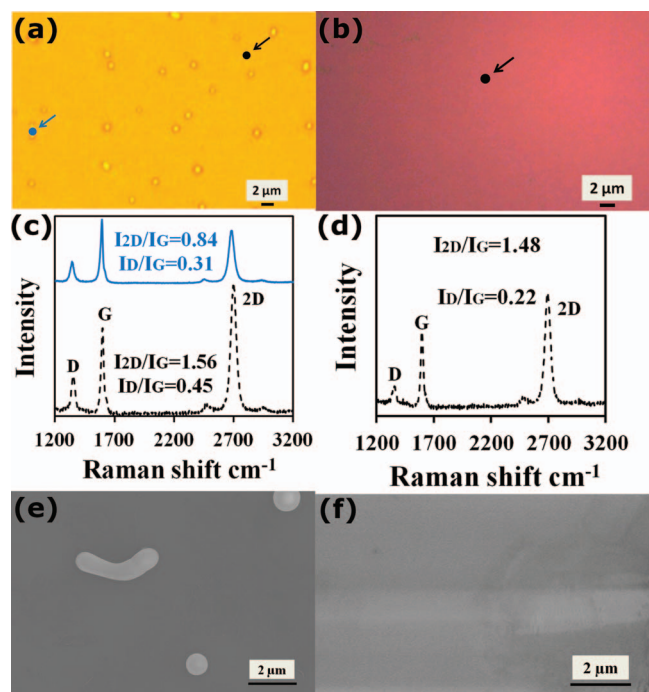 (a)
(b)
2 µm
2 µm
(c)
(d)
I2D/IG=0.84
ID/IG=0.31
I2D/IG=1.48
ID/IG=0.22
2D
2D
G
G
D
D
I2D/IG=1.56
ID/IG=0.45
Intensity
Intensity
1200 1700 2200 2700 3200
1200 1700 2200 2700 3200
Raman shift cm-1
Raman shift cm-1
(e)
(f)
2 µm
2 µm